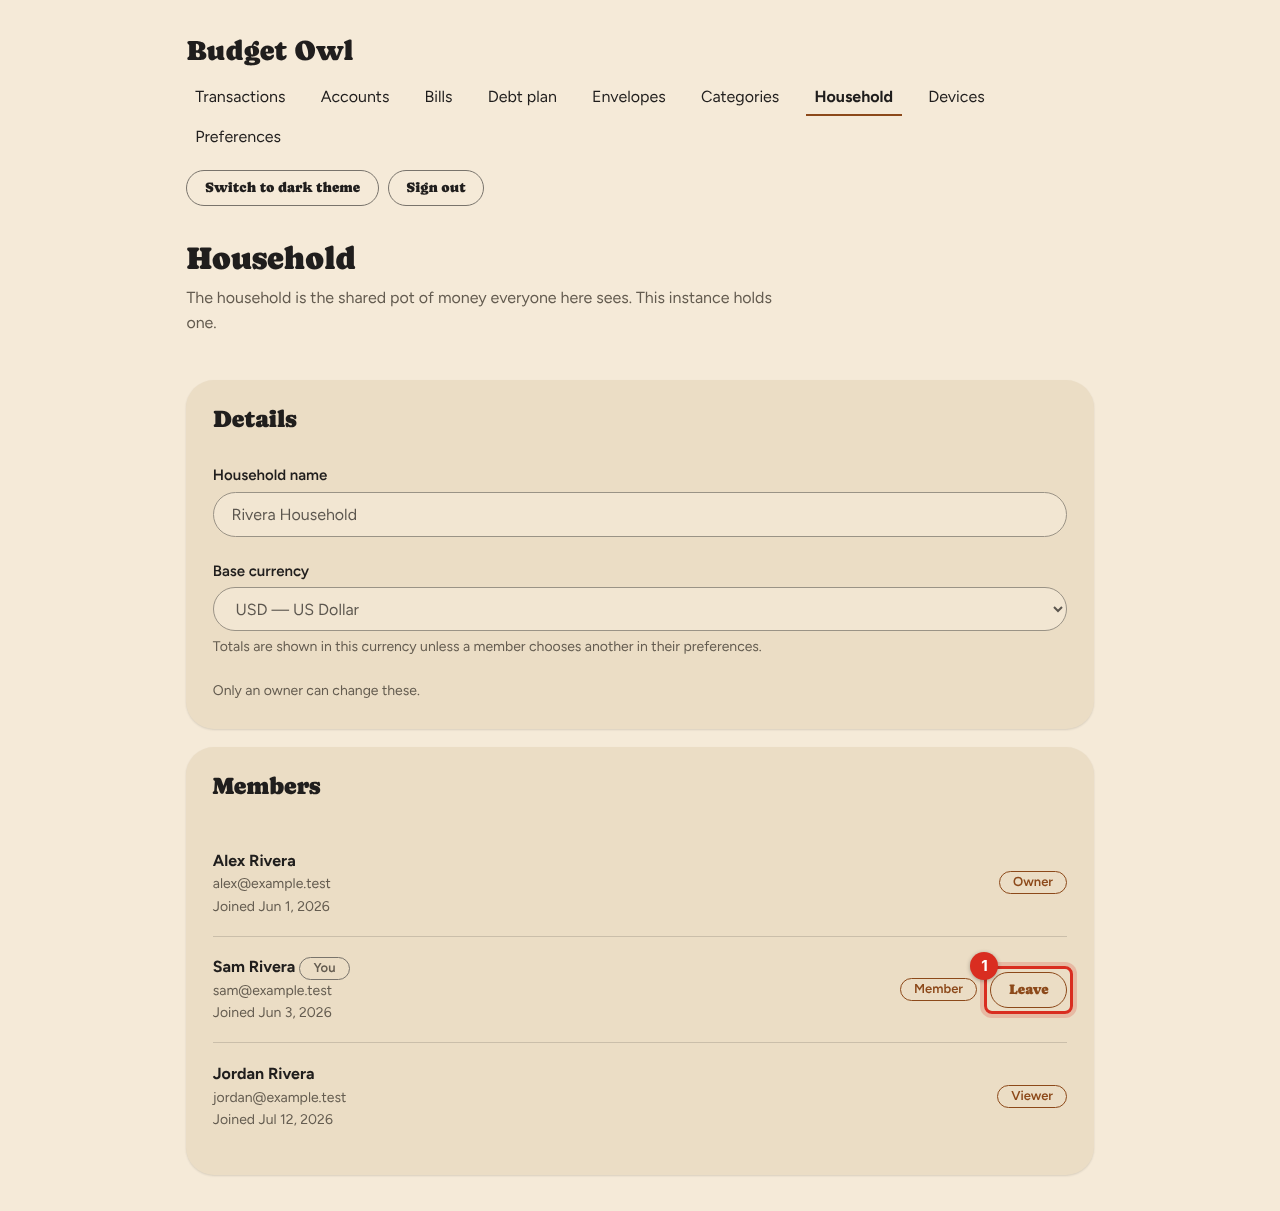 Budget Owl
Transactions Accounts Bills Debt plan Envelopes Categories Household Devices
Preferences
Switch to dark theme Sign out
Household
The household is the shared pot of money everyone here sees. This instance holds
one.
Details
Household name
Rivera Household
Base currency
USD — US Dollar
Totals are shown in this currency unless a member chooses another in their preferences.
Only an owner can change these.
Members
Alex Rivera
alex@example.test
Joined Jun 1, 2026
Owner
Sam Rivera You
sam@example.test
Joined Jun 3, 2026
Member
1
Leave
Jordan Rivera
jordan@example.test
Joined Jul 12, 2026
Viewer